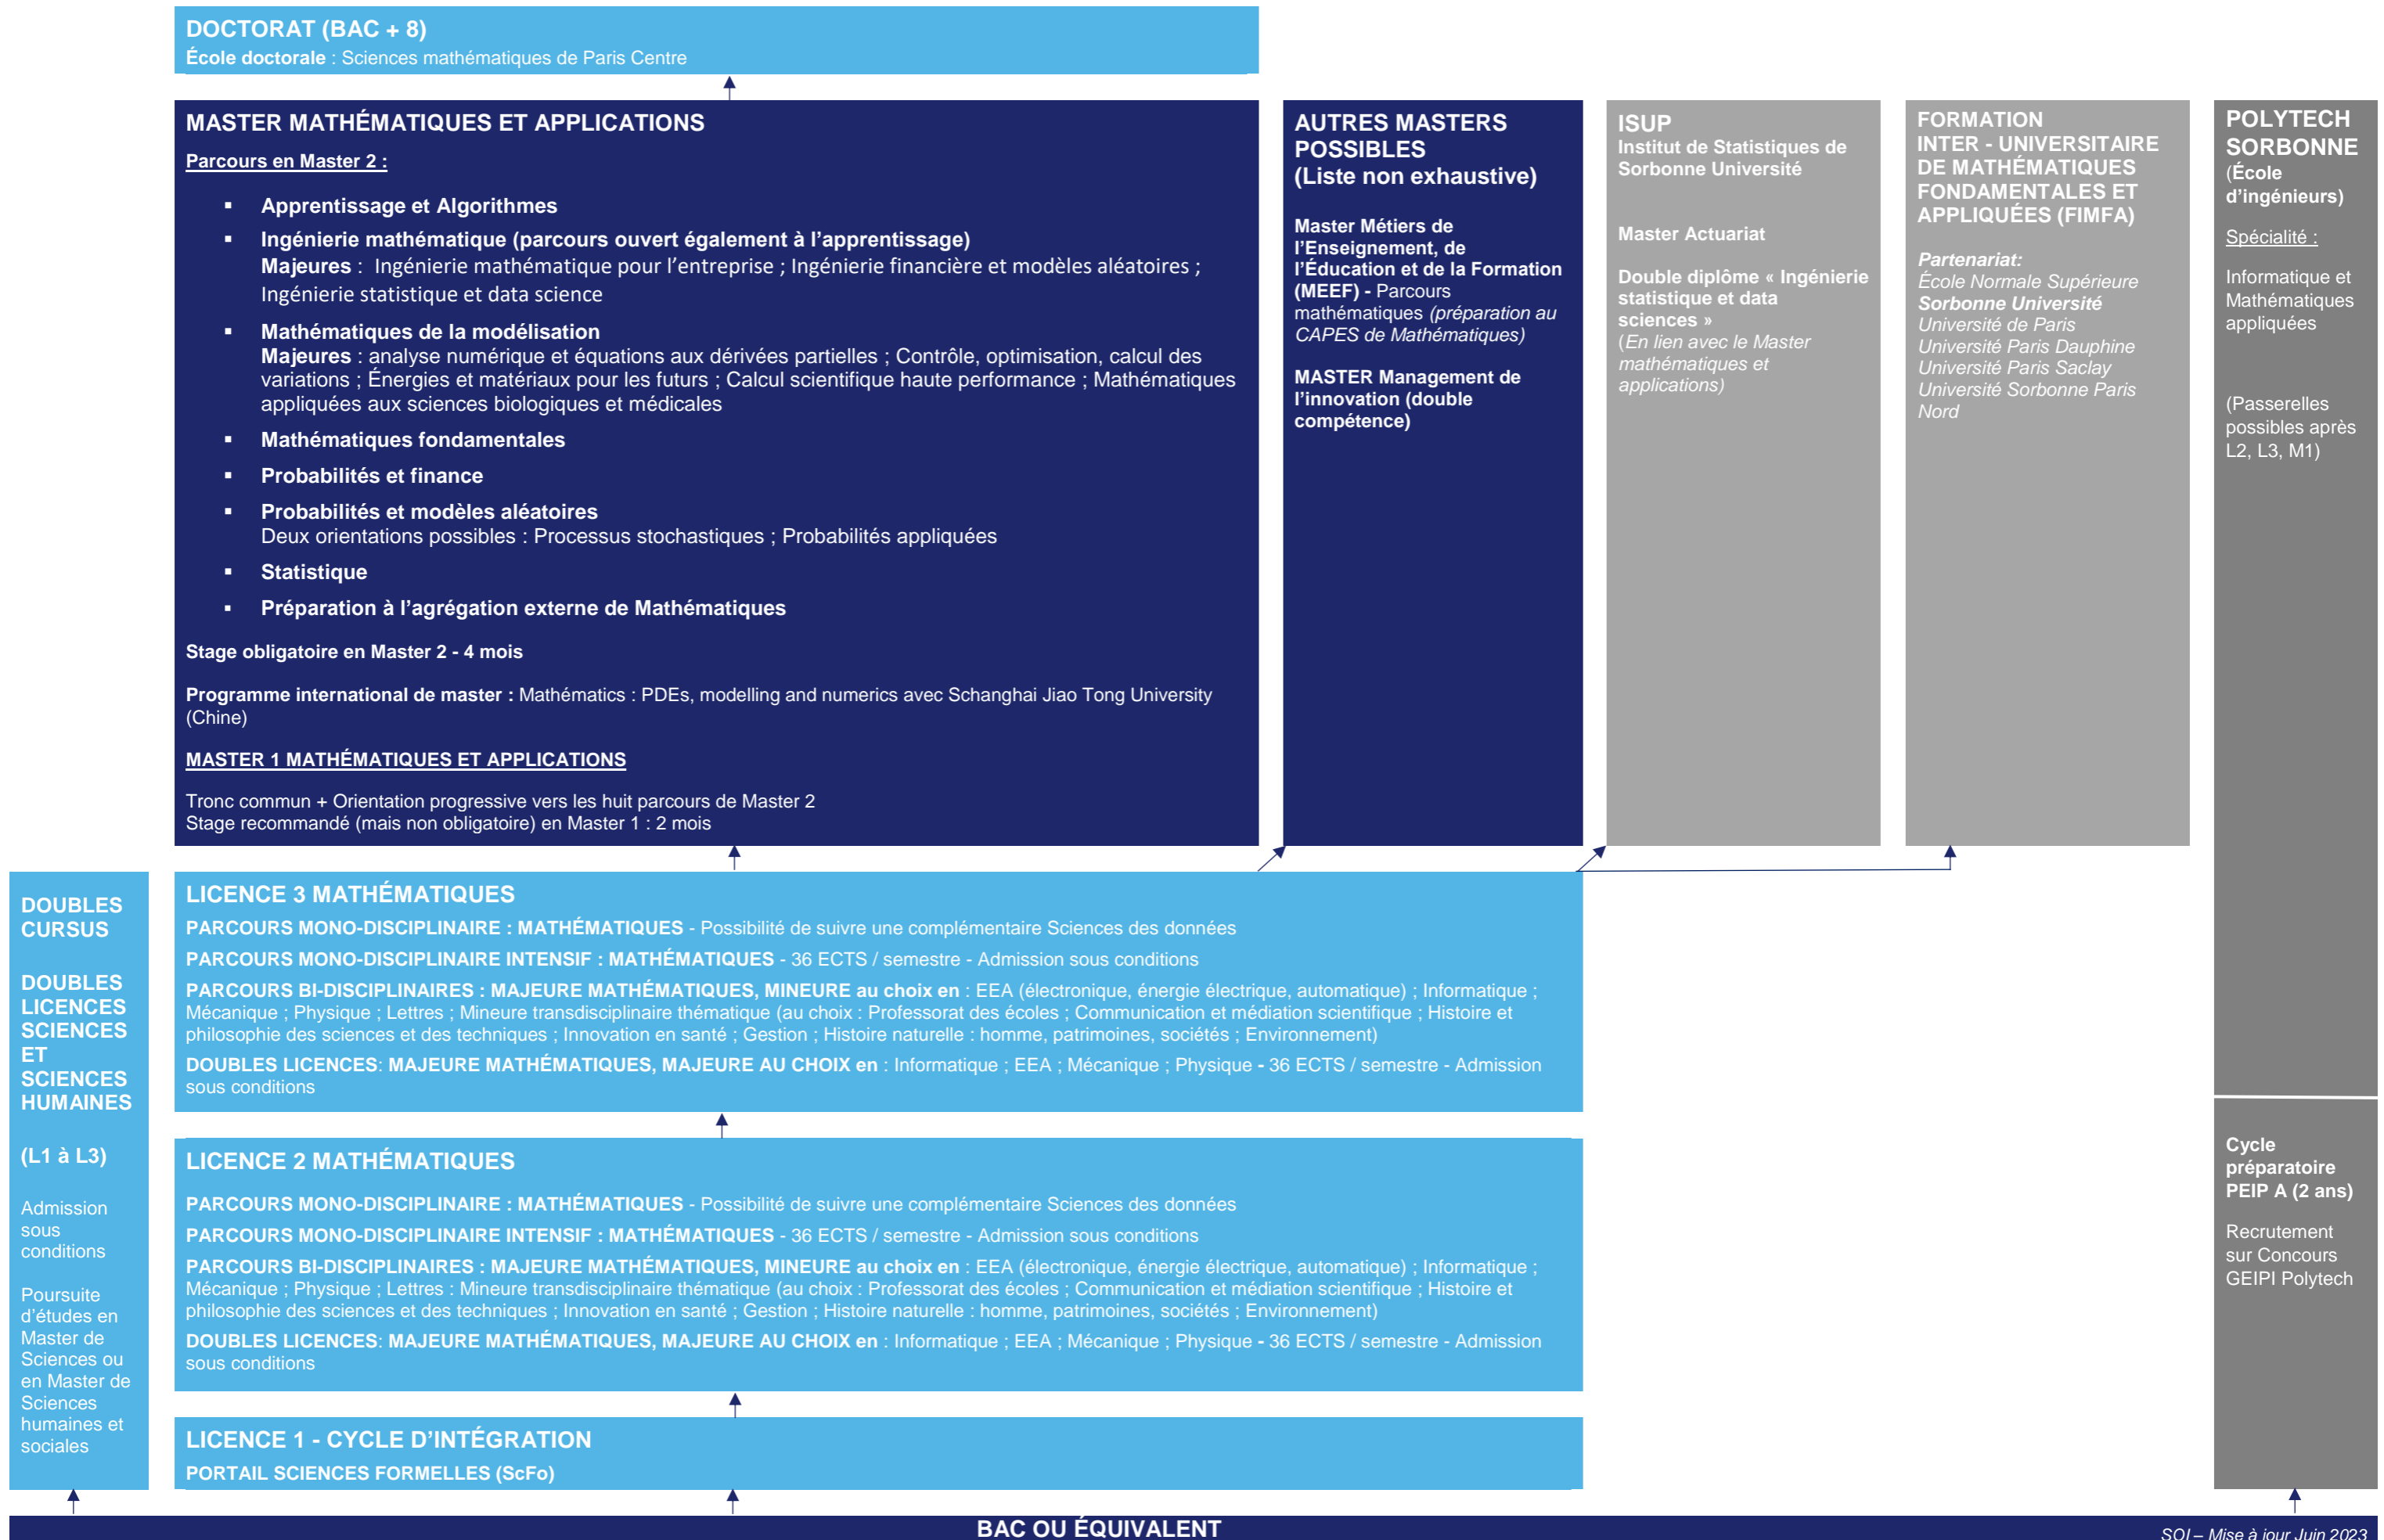 DOCTORAT (BAC + 8)
École doctorale : Sciences mathématiques de Paris Centre
MASTER MATHÉMATIQUES ET APPLICATIONS
Parcours en Master 2 :
▪ Apprentissage et Algorithmes
▪ Ingénierie mathématique (parcours ouvert également à l’apprentissage)
Majeures : Ingénierie mathématique pour l’entreprise ; Ingénierie financière et modèles aléatoires ;
Ingénierie statistique et data science
▪ Mathématiques de la modélisation
Majeures : analyse numérique et équations aux dérivées partielles ; Contrôle, optimisation, calcul des
variations ; Énergies et matériaux pour les futurs ; Calcul scientifique haute performance ; Mathématiques
appliquées aux sciences biologiques et médicales
▪ Mathématiques fondamentales
▪ Probabilités et finance
▪ Probabilités et modèles aléatoires
Deux orientations possibles : Processus stochastiques ; Probabilités appliquées
▪ Statistique
▪ Préparation à l’agrégation externe de Mathématiques
Stage obligatoire en Master 2 - 4 mois
Programme international de master : Mathématics : PDEs, modelling and numerics avec Schanghai Jiao Tong University
(Chine)
MASTER 1 MATHÉMATIQUES ET APPLICATIONS
Tronc commun + Orientation progressive vers les huit parcours de Master 2
Stage recommandé (mais non obligatoire) en Master 1 : 2 mois
AUTRES MASTERS
POSSIBLES
(Liste non exhaustive)
Master Métiers de
l’Enseignement, de
l’Éducation et de la Formation
(MEEF) - Parcours
mathématiques (préparation au
CAPES de Mathématiques)
MASTER Management de
l’innovation (double
compétence)
ISUP
Institut de Statistiques de
Sorbonne Université
Master Actuariat
Double diplôme « Ingénierie
statistique et data
sciences »
(En lien avec le Master
mathématiques et
applications)
FORMATION
INTER - UNIVERSITAIRE
DE MATHÉMATIQUES
FONDAMENTALES ET
APPLIQUÉES (FIMFA)
Partenariat:
École Normale Supérieure
Sorbonne Université
Université de Paris
Université Paris Dauphine
Université Paris Saclay
Université Sorbonne Paris
Nord
POLYTECH
SORBONNE
(École
d’ingénieurs)
Spécialité :
Informatique et
Mathématiques
appliquées
(Passerelles
possibles après
L2, L3, M1)
Cycle
préparatoire
PEIP A (2 ans)
Recrutement
sur Concours
GEIPI Polytech
DOUBLES
CURSUS
DOUBLES
LICENCES
SCIENCES
ET
SCIENCES
HUMAINES
(L1 à L3)
Admission
sous
conditions
Poursuite
d’études en
Master de
Sciences ou
en Master de
Sciences
humaines et
sociales
LICENCE 3 MATHÉMATIQUES
PARCOURS MONO-DISCIPLINAIRE : MATHÉMATIQUES - Possibilité de suivre une complémentaire Sciences des données
PARCOURS MONO-DISCIPLINAIRE INTENSIF : MATHÉMATIQUES - 36 ECTS / semestre - Admission sous conditions
PARCOURS BI-DISCIPLINAIRES : MAJEURE MATHÉMATIQUES, MINEURE au choix en : EEA (électronique, énergie électrique, automatique) ; Informatique ;
Mécanique ; Physique ; Lettres ; Mineure transdisciplinaire thématique (au choix : Professorat des écoles ; Communication et médiation scientifique ; Histoire et
philosophie des sciences et des techniques ; Innovation en santé ; Gestion ; Histoire naturelle : homme, patrimoines, sociétés ; Environnement)
DOUBLES LICENCES: MAJEURE MATHÉMATIQUES, MAJEURE AU CHOIX en : Informatique ; EEA ; Mécanique ; Physique - 36 ECTS / semestre - Admission
sous conditions
LICENCE 2 MATHÉMATIQUES
PARCOURS MONO-DISCIPLINAIRE : MATHÉMATIQUES - Possibilité de suivre une complémentaire Sciences des données
PARCOURS MONO-DISCIPLINAIRE INTENSIF : MATHÉMATIQUES - 36 ECTS / semestre - Admission sous conditions
PARCOURS BI-DISCIPLINAIRES : MAJEURE MATHÉMATIQUES, MINEURE au choix en : EEA (électronique, énergie électrique, automatique) ; Informatique ;
Mécanique ; Physique ; Lettres : Mineure transdisciplinaire thématique (au choix : Professorat des écoles ; Communication et médiation scientifique ; Histoire et
philosophie des sciences et des techniques ; Innovation en santé ; Gestion ; Histoire naturelle : homme, patrimoines, sociétés ; Environnement)
DOUBLES LICENCES: MAJEURE MATHÉMATIQUES, MAJEURE AU CHOIX en : Informatique ; EEA ; Mécanique ; Physique - 36 ECTS / semestre - Admission
sous conditions
LICENCE 1 - CYCLE D’INTÉGRATION
PORTAIL SCIENCES FORMELLES (ScFo)
BAC OU ÉQUIVALENT
SOI – Mise à jour Juin 2023